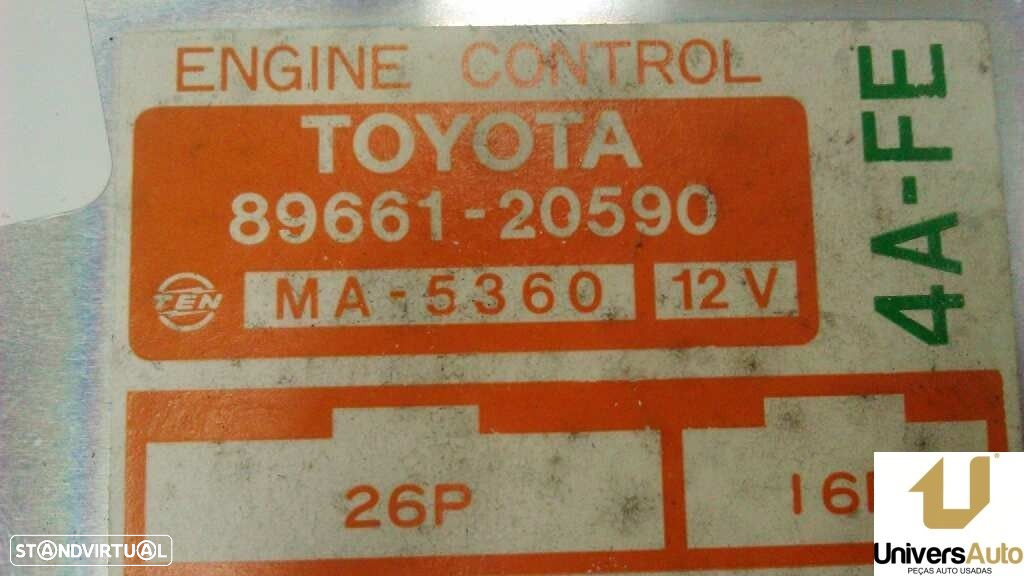 ENGINE CONTROL
TOYOTA
89661-20590
TEN
MA-5360
12V
4A-FE
26P
STANDVIRTUAL
UniversAuto
PEÇAS AUTO USADAS